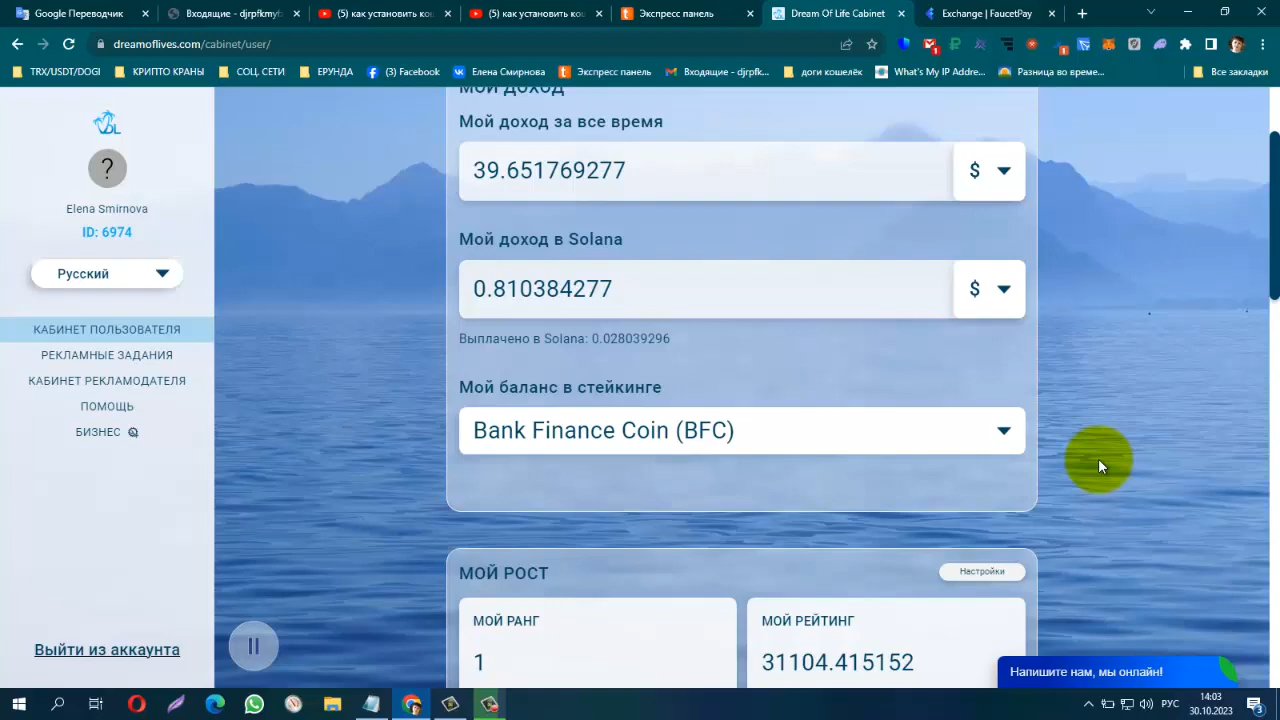 Google Переводчик
Входящие - djrpfkmyb
(5) как установить кош
(5) как установить кош
Экспресс панель
Dream Of Life Cabinet
Exchange | FaucetPay
dreamoflives.com/cabinet/user/
TRX/USDT/DOGI
КРИПТО КРАНЫ
СОЦ. СЕТИ
ЕРУНДА
(3) Facebook
Елена Смирнова
Экспресс панель
Входящие - djrpfk...
доги кошелёк
What's My IP Addre...
Разница во време...
Все закладки
DL
?
Elena Smirnova
ID: 6974
Русский
КАБИНЕТ ПОЛЬЗОВАТЕЛЯ
РЕКЛАМНЫЕ ЗАДАНИЯ
КАБИНЕТ РЕКЛАМОДАТЕЛЯ
ПОМОЩЬ
БИЗНЕС
Выйти из аккаунта
МОЙ ДОХОД
Мой доход за все время
39.651769277
$
Мой доход в Solana
0.810384277
$
Выплачено в Solana: 0.028039296
Мой баланс в стейкинге
Bank Finance Coin (BFC)
МОЙ РОСТ
Настройки
МОЙ РАНГ
1
МОЙ РЕЙТИНГ
31104.415152
Напишите нам, мы онлайн!
РУС
14:03
30.10.2023
3